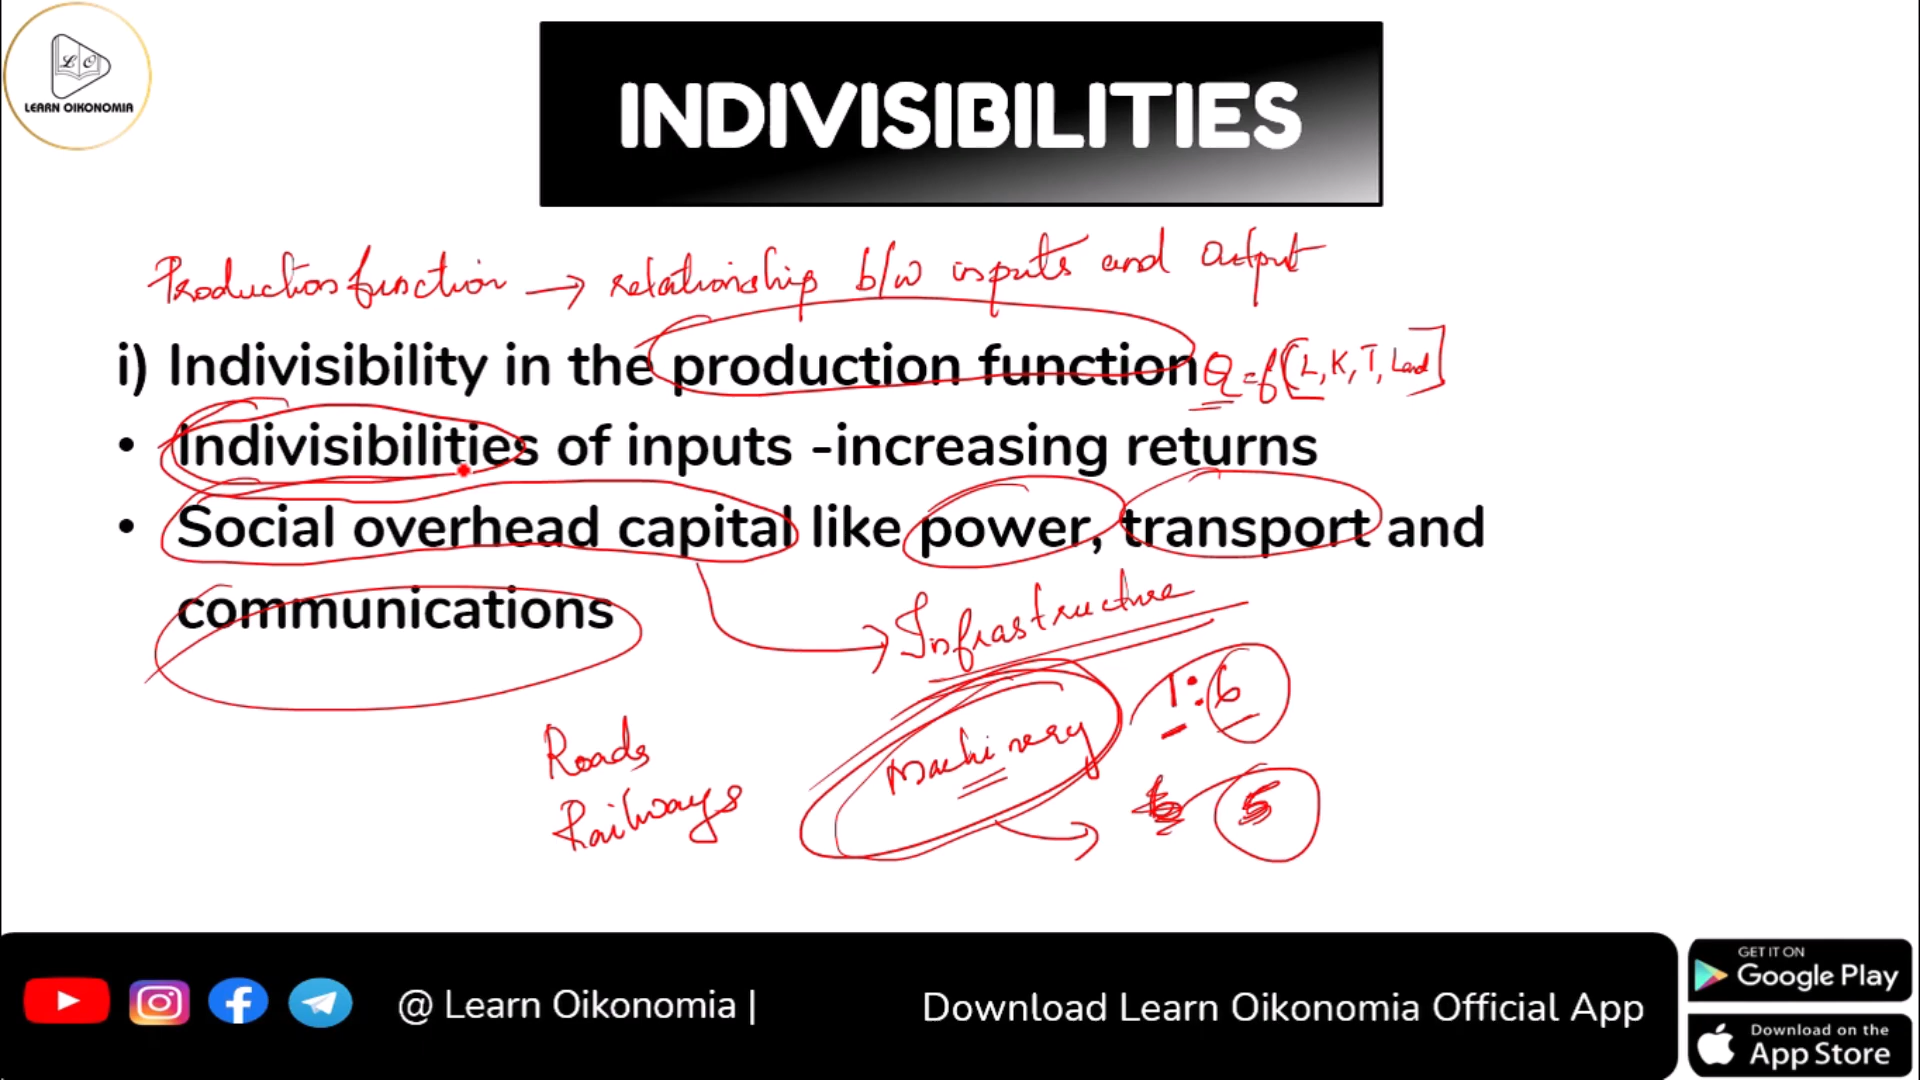 LO
LEARN OIKONOMIA
INDIVISIBILITIES
Production function → relationship b/w inputs and output
i) Indivisibility in the production function Q = f [L, K, T, Land]
• Indivisibilities of inputs -increasing returns
• Social overhead capital like power, transport and
communications
Infrastructure
Roads
Railways
Machinery
1:6
5
@ Learn Oikonomia |
Download Learn Oikonomia Official App
GET IT ON
Google Play
Download on the
App Store